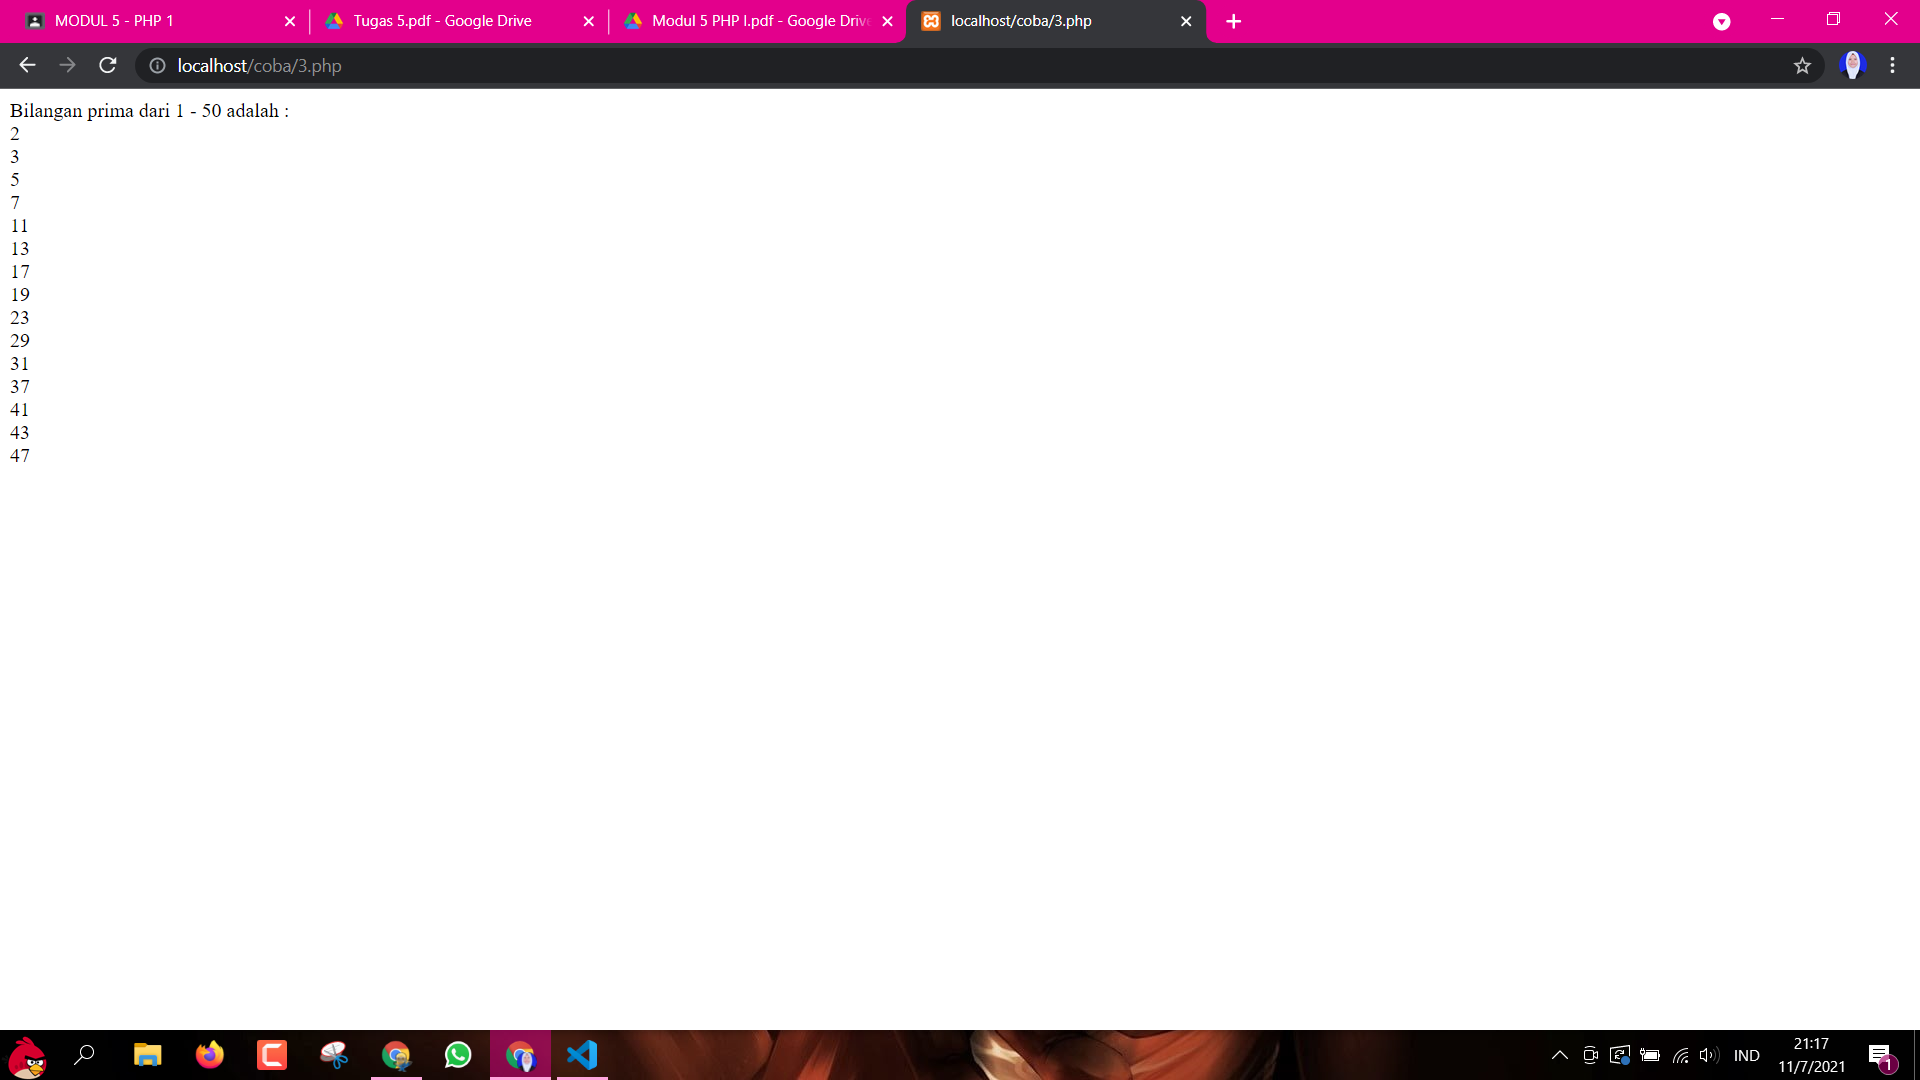 MODUL 5 - PHP 1
Tugas 5.pdf - Google Drive
Modul 5 PHP I.pdf - Google Drive
localhost/coba/3.php
localhost/coba/3.php
Bilangan prima dari 1 - 50 adalah :
2
3
5
7
11
13
17
19
23
29
31
37
41
43
47
IND
21:17
11/7/2021
1